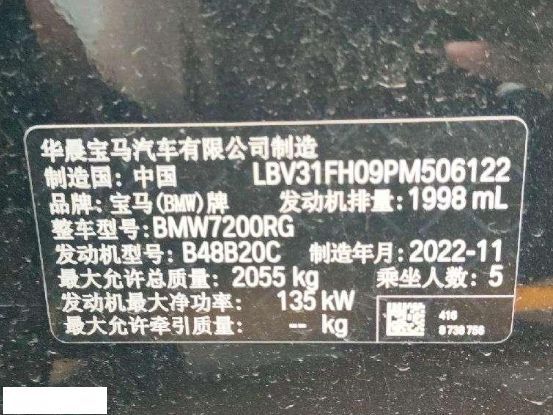 华晨宝马汽车有限公司制造
制造国：中国 LBV31FH09PM506122
品牌：宝马(BMW)牌 发动机排量：1998 mL
整车型号：BMW7200RG
发动机型号：B48B20C 制造年月：2022-11
最大允许总质量：2055 kg 乘坐人数：5
发动机最大净功率：135 kW
最大允许牵引质量：-- kg
416
8 738 756